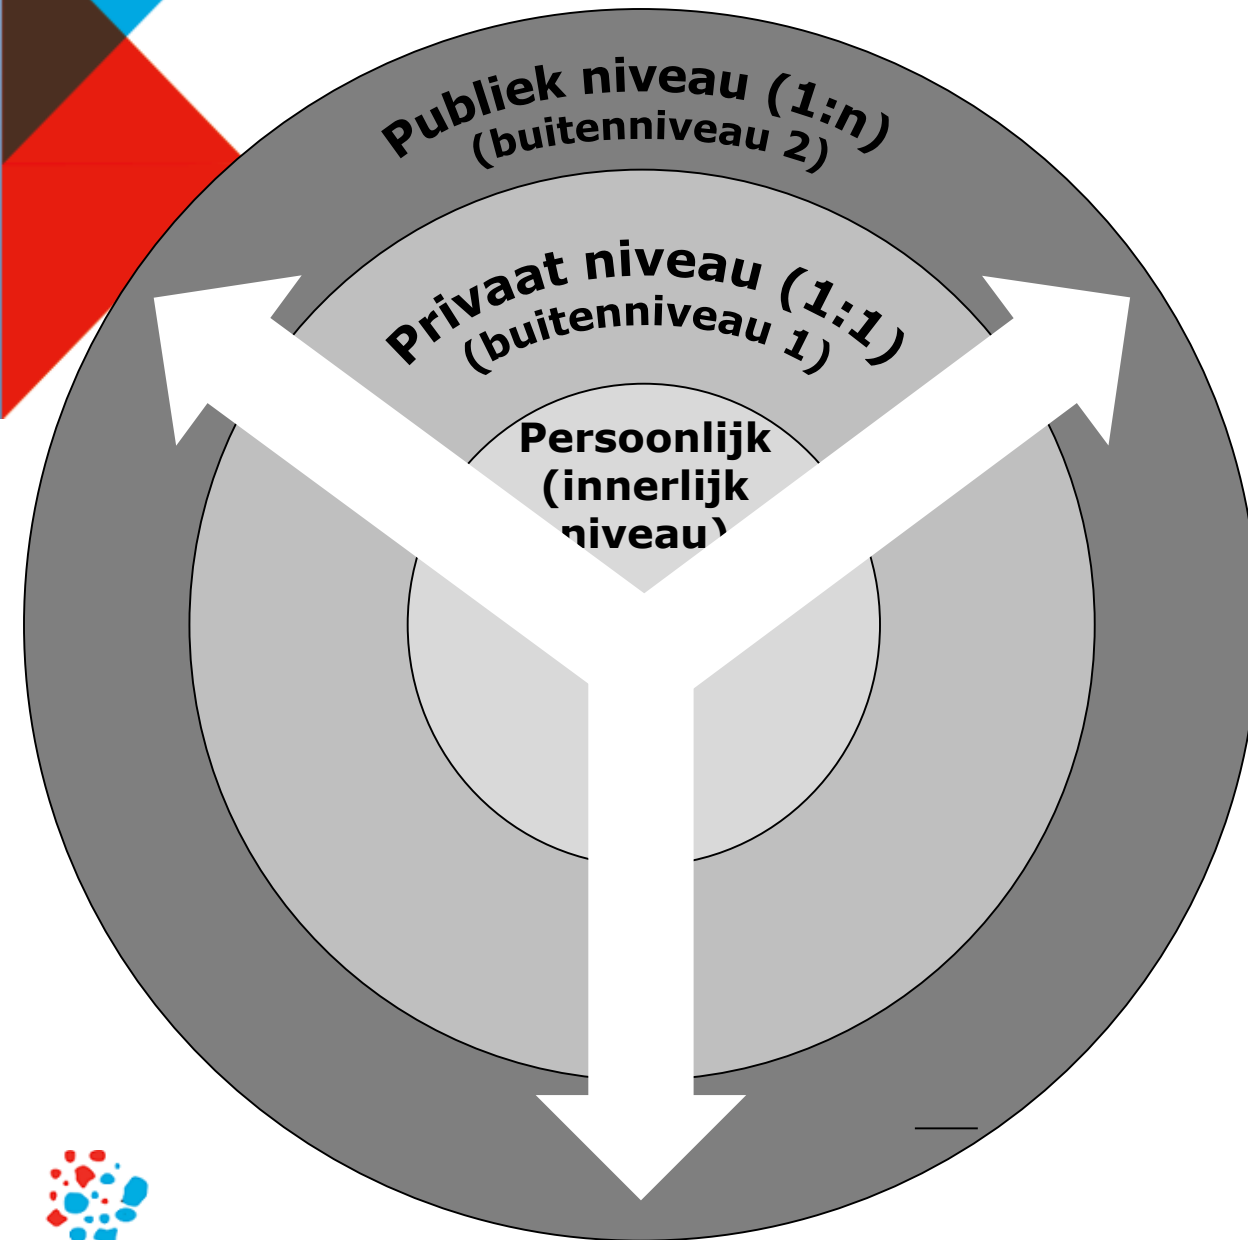 Publiek niveau (1:n)
(buitenniveau 2)
Privaat niveau (1:1)
(buitenniveau 1)
Persoonlijk
(innerlijk
niveau)